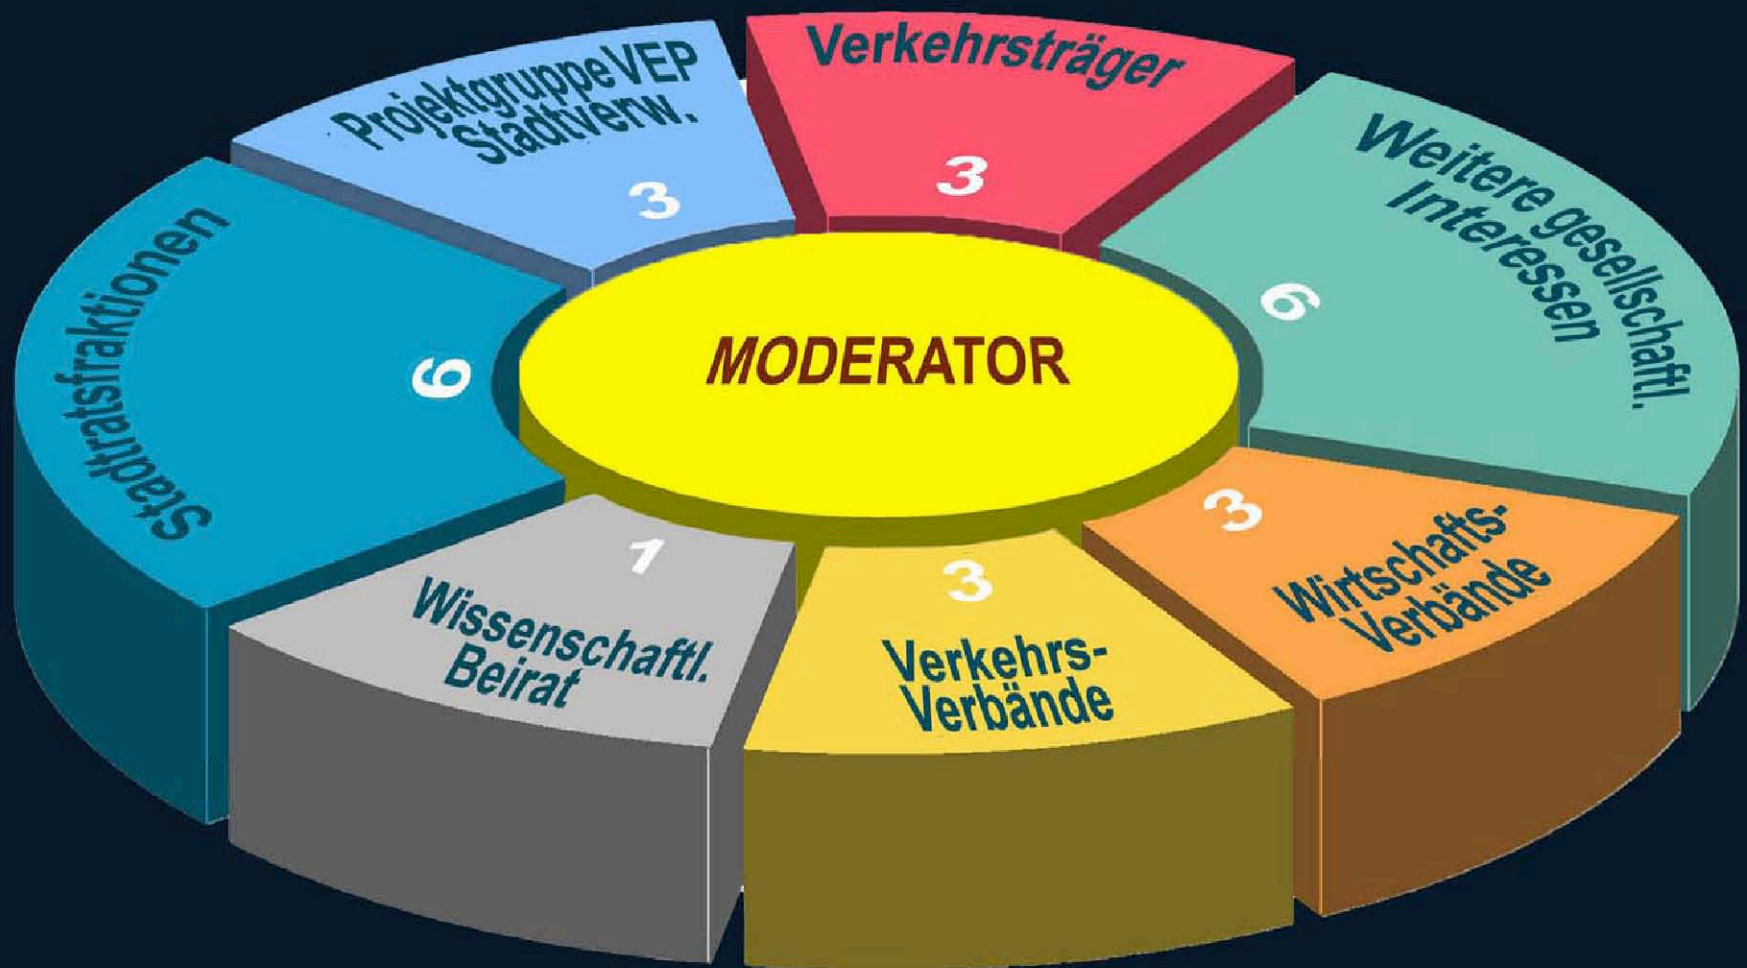 Projektgruppe VEP
Stadtverw.
3
Verkehrsträger
3
Weitere gesellschaftl.
Interessen
6
Wirtschafts-
Verbände
3
Verkehrs-
Verbände
3
Wissenschaftl.
Beirat
1
Stadtratsfraktionen
6
MODERATOR